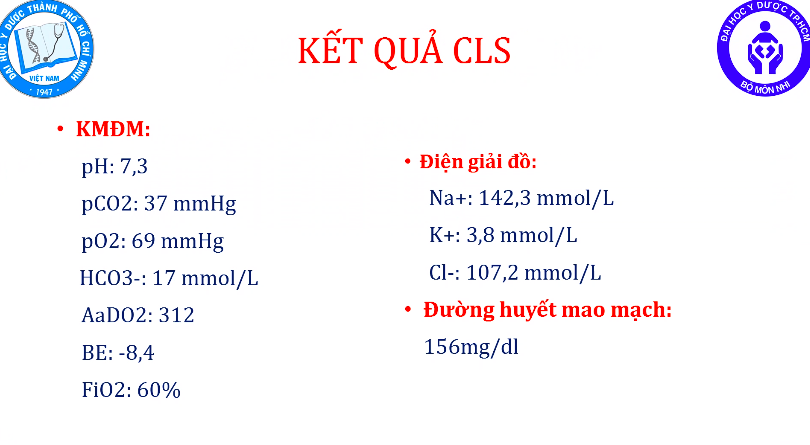 ĐẠI HỌC Y DƯỢC THÀNH PHỐ HỒ CHÍ MINH
VIỆT NAM
1947
ĐẠI HỌC Y DƯỢC TP.HCM
BỘ MÔN NHI
KẾT QUẢ CLS
• KMĐM:
pH: 7,3
pCO2: 37 mmHg
pO2: 69 mmHg
HCO3-: 17 mmol/L
AaDO2: 312
BE: -8,4
FiO2: 60%
• Điện giải đồ:
Na+: 142,3 mmol/L
K+: 3,8 mmol/L
Cl-: 107,2 mmol/L
• Đường huyết mao mạch:
156mg/dl